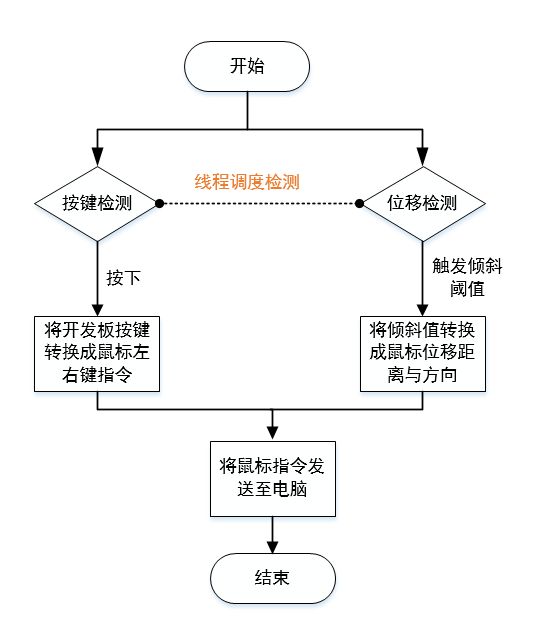 开始
线程调度检测
按键检测
位移检测
按下
触发倾斜
阈值
将开发板按键
转换成鼠标左
右键指令
将倾斜值转换
成鼠标位移距
离与方向
将鼠标指令发
送至电脑
结束